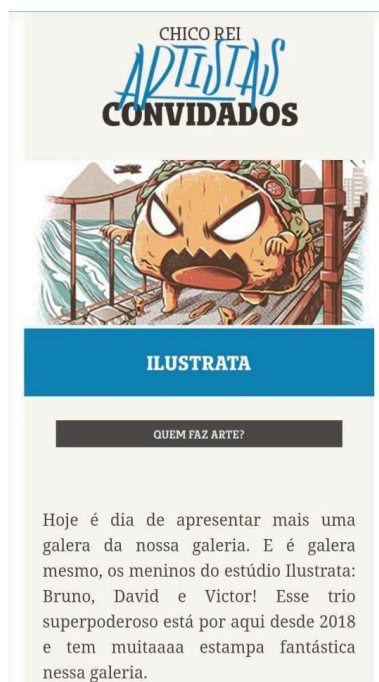 CHICO REI
ARTISTAS
CONVIDADOS
ILUSTRATA
QUEM FAZ ARTE?
Hoje é dia de apresentar mais uma
galera da nossa galeria. E é galera
mesmo, os meninos do estúdio Ilustrata:
Bruno, David e Victor! Esse trio
superpoderoso está por aqui desde 2018
e tem muitaaaa estampa fantástica
nessa galeria.